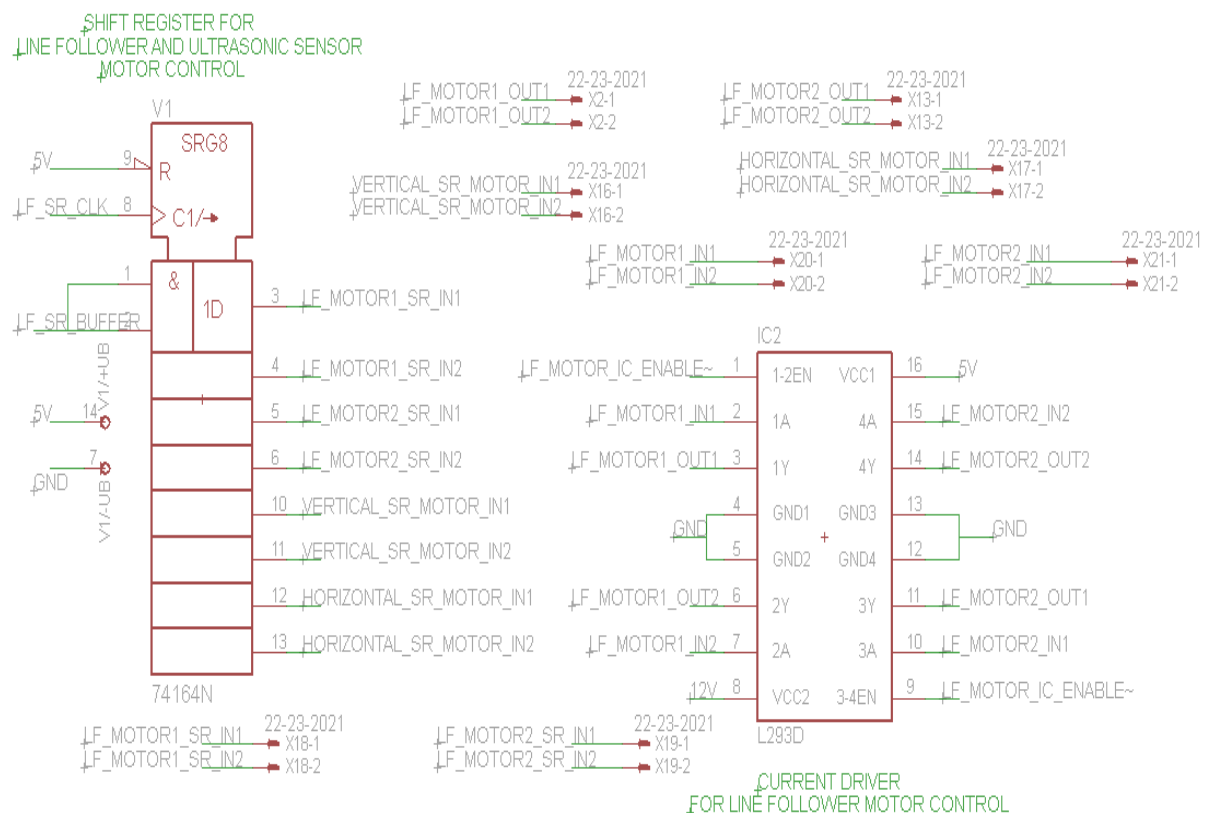 SHIFT REGISTER FOR
LINE FOLLOWER AND ULTRASONIC SENSOR
MOTOR CONTROL
V1
SRG8
5V 9 R
LF_SR_CLK 8 C1/
1 &
1D
LF_SR_BUFFER 2
3 LF_MOTOR1_SR_IN1
4 LF_MOTOR1_SR_IN2
V1/+UB
5V 14
5 LF_MOTOR2_SR_IN1
7
GND
V1/-UB
6 LF_MOTOR2_SR_IN2
10 VERTICAL_SR_MOTOR_IN1
11 VERTICAL_SR_MOTOR_IN2
12 HORIZONTAL_SR_MOTOR_IN1
13 HORIZONTAL_SR_MOTOR_IN2
74164N
22-23-2021
LF_MOTOR1_OUT1 X2-1
LF_MOTOR1_OUT2 X2-2
22-23-2021
LF_MOTOR2_OUT1 X13-1
LF_MOTOR2_OUT2 X13-2
22-23-2021
VERTICAL_SR_MOTOR_IN1 X16-1
VERTICAL_SR_MOTOR_IN2 X16-2
22-23-2021
HORIZONTAL_SR_MOTOR_IN1 X17-1
HORIZONTAL_SR_MOTOR_IN2 X17-2
22-23-2021
LF_MOTOR1_IN1 X20-1
LF_MOTOR1_IN2 X20-2
22-23-2021
LF_MOTOR2_IN1 X21-1
LF_MOTOR2_IN2 X21-2
IC2
LF_MOTOR_IC_ENABLE~ 1 1-2EN VCC1 16 5V
LF_MOTOR1_IN1 2 1A 4A 15 LF_MOTOR2_IN2
LF_MOTOR1_OUT1 3 1Y 4Y 14 LF_MOTOR2_OUT2
4 GND1 GND3 13
GND GND
5 GND2 GND4 12
LF_MOTOR1_OUT2 6 2Y 3Y 11 LF_MOTOR2_OUT1
LF_MOTOR1_IN2 7 2A 3A 10 LF_MOTOR2_IN1
12V 8 VCC2 3-4EN 9 LF_MOTOR_IC_ENABLE~
L293D
22-23-2021
LF_MOTOR1_SR_IN1 X18-1
LF_MOTOR1_SR_IN2 X18-2
22-23-2021
LF_MOTOR2_SR_IN1 X19-1
LF_MOTOR2_SR_IN2 X19-2
CURRENT DRIVER
FOR LINE FOLLOWER MOTOR CONTROL